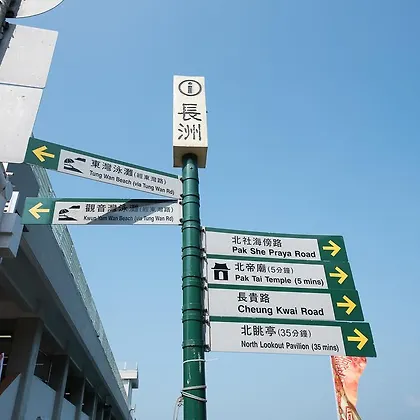 長洲
東灣泳灘(經東灣路)
Tung Wan Beach (via Tung Wan Rd)
觀音灣泳灘(經東灣路)
Kwun Yam Wan Beach (via Tung Wan Rd)
北社海傍路
Pak She Praya Road
北帝廟(5分鐘)
Pak Tai Temple (5 mins)
長貴路
Cheung Kwai Road
北眺亭(35分鐘)
North Lookout Pavilion (35 mins)